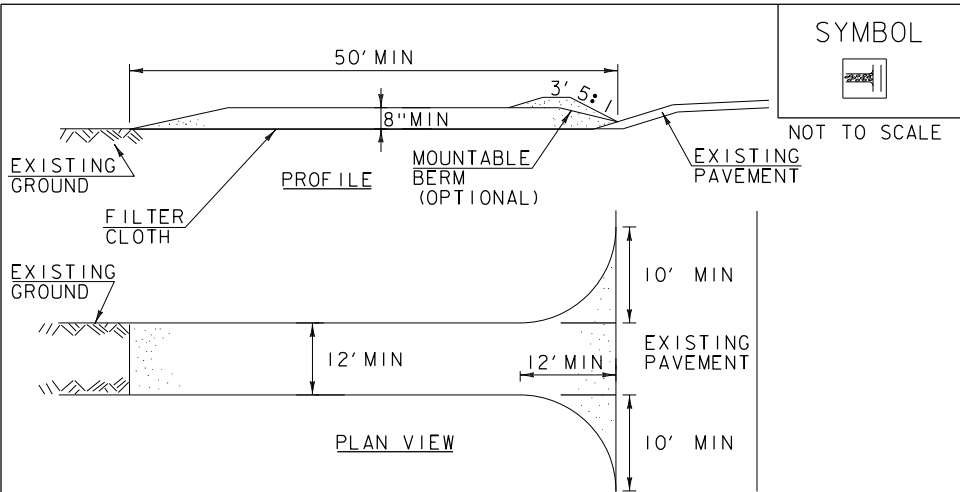 SYMBOL
NOT TO SCALE
50' MIN
3'
5:1
8" MIN
EXISTING
GROUND
PROFILE
MOUNTABLE
BERM
(OPTIONAL)
EXISTING
PAVEMENT
FILTER
CLOTH
EXISTING
GROUND
10' MIN
12' MIN
12' MIN
EXISTING
PAVEMENT
PLAN VIEW
10' MIN